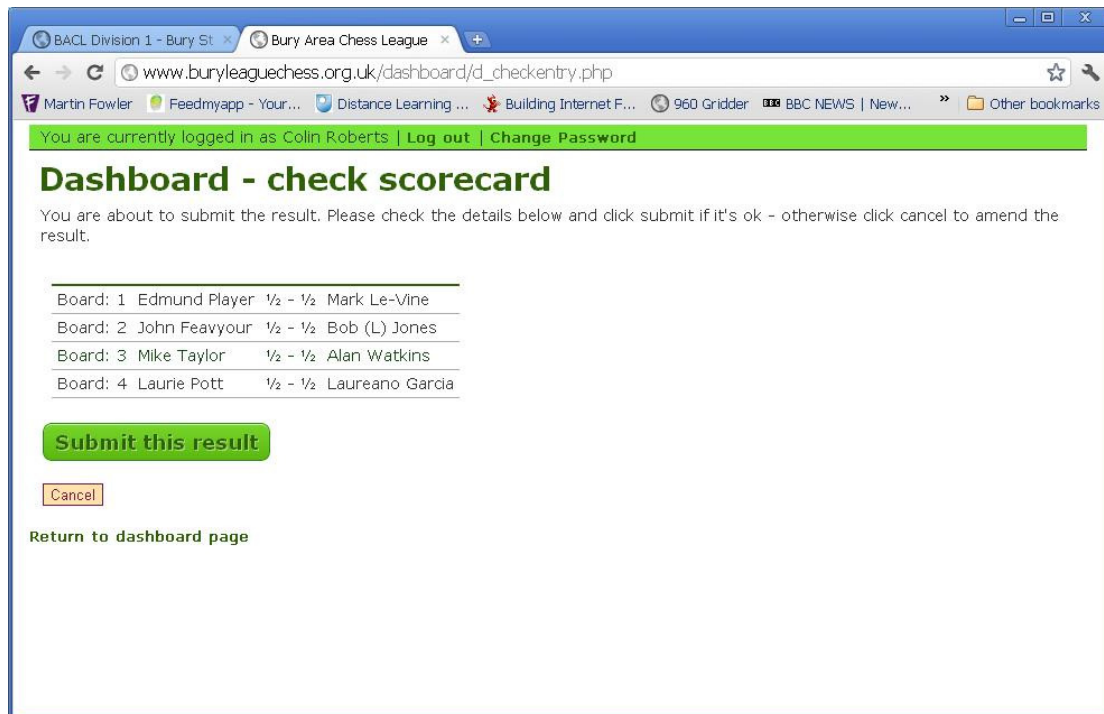 BACL Division 1 - Bury St
Bury Area Chess League
www.buryleaguechess.org.uk/dashboard/d_checkentry.php
Martin Fowler Feedmyapp - Your... Distance Learning ... Building Internet F... 960 Gridder BBC NEWS | New... » Other bookmarks
You are currently logged in as Colin Roberts | Log out | Change Password
Dashboard - check scorecard
You are about to submit the result. Please check the details below and click submit if it's ok - otherwise click cancel to amend the
result.
Board: 1 Edmund Player ½ - ½ Mark Le-Vine
Board: 2 John Feavyour ½ - ½ Bob (L) Jones
Board: 3 Mike Taylor ½ - ½ Alan Watkins
Board: 4 Laurie Pott ½ - ½ Laureano Garcia
Submit this result
Cancel
Return to dashboard page